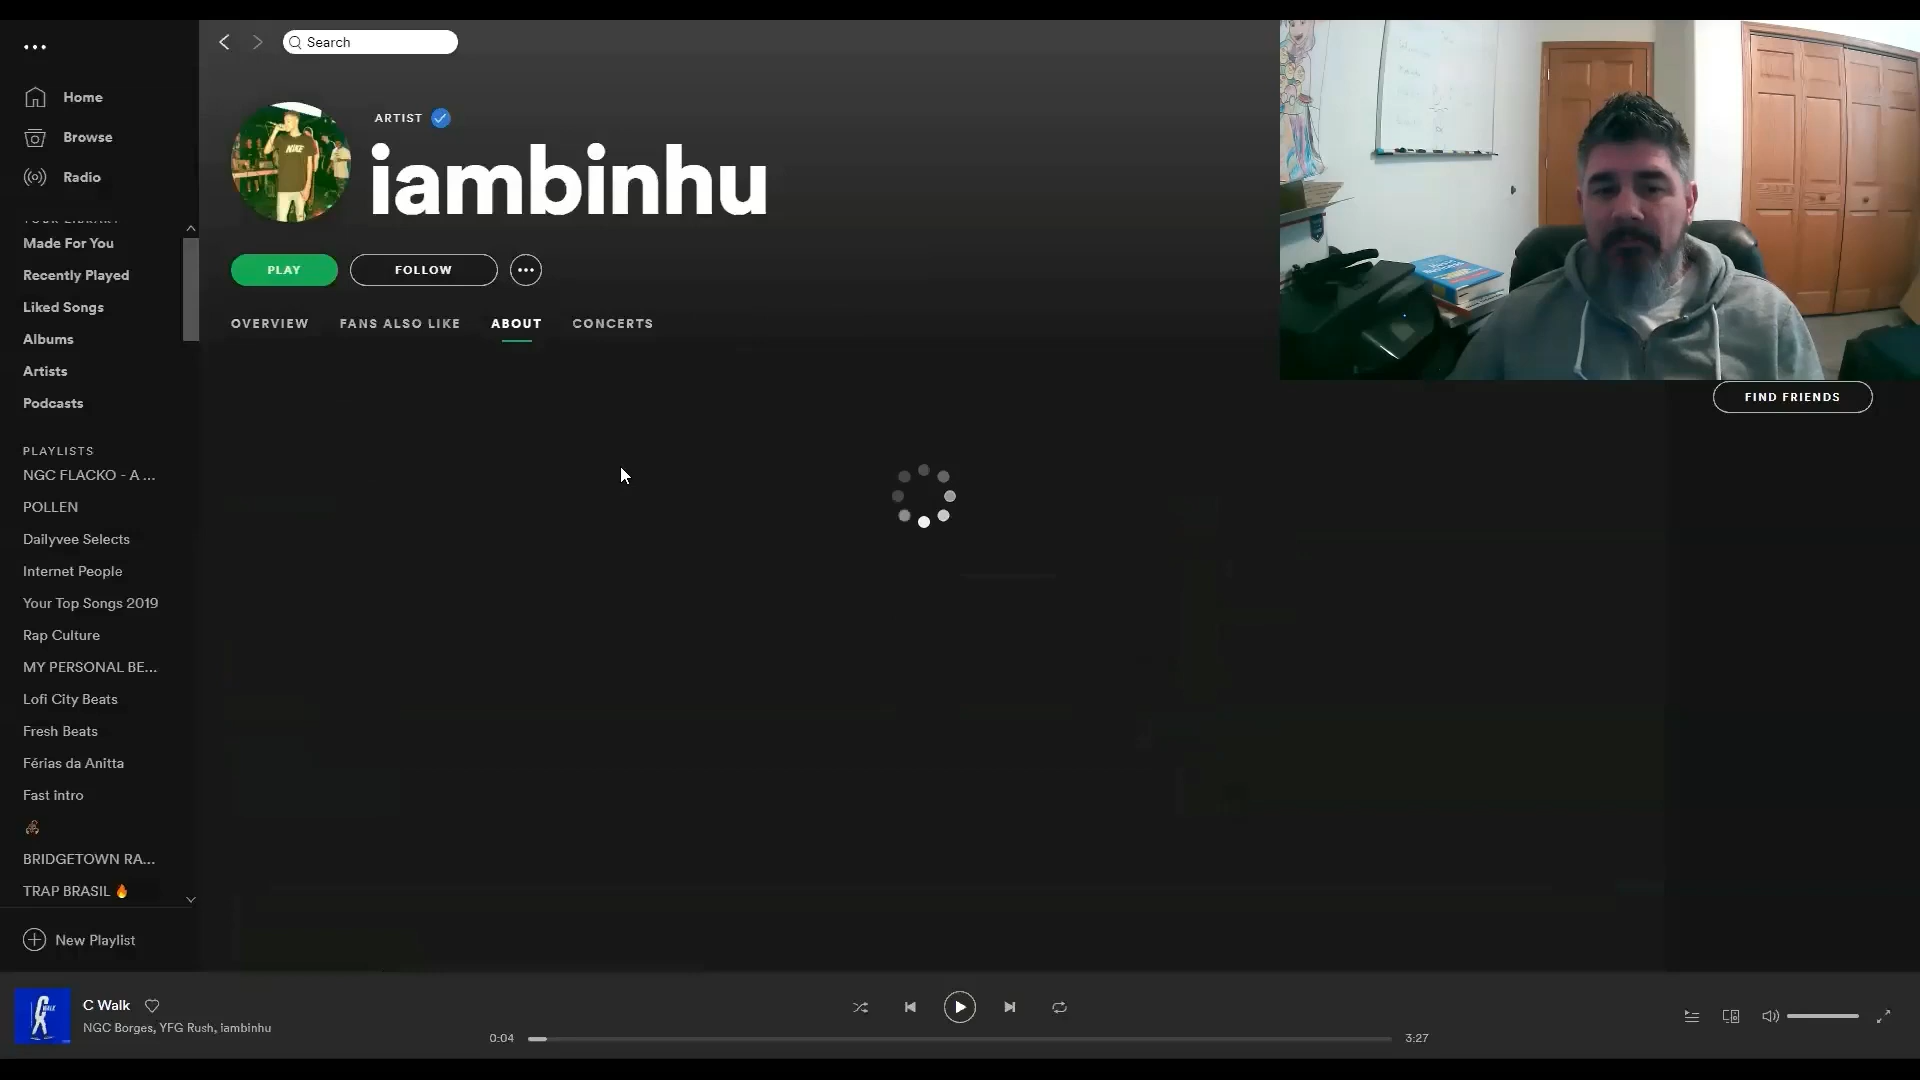 Search
Home
Browse
Radio
YOUR LIBRARY
Made For You
Recently Played
Liked Songs
Albums
Artists
Podcasts
PLAYLISTS
NGC FLACKO - A ...
POLLEN
Dailyvee Selects
Internet People
Your Top Songs 2019
Rap Culture
MY PERSONAL BE...
Lofi City Beats
Fresh Beats
Férias da Anitta
Fast intro
BRIDGETOWN RA...
TRAP BRASIL 🔥
New Playlist
ARTIST
iambinhu
NIKE
PLAY FOLLOW
OVERVIEW FANS ALSO LIKE ABOUT CONCERTS
FIND FRIENDS
C Walk
NGC Borges, YFG Rush, iambinhu
0:04 3:27